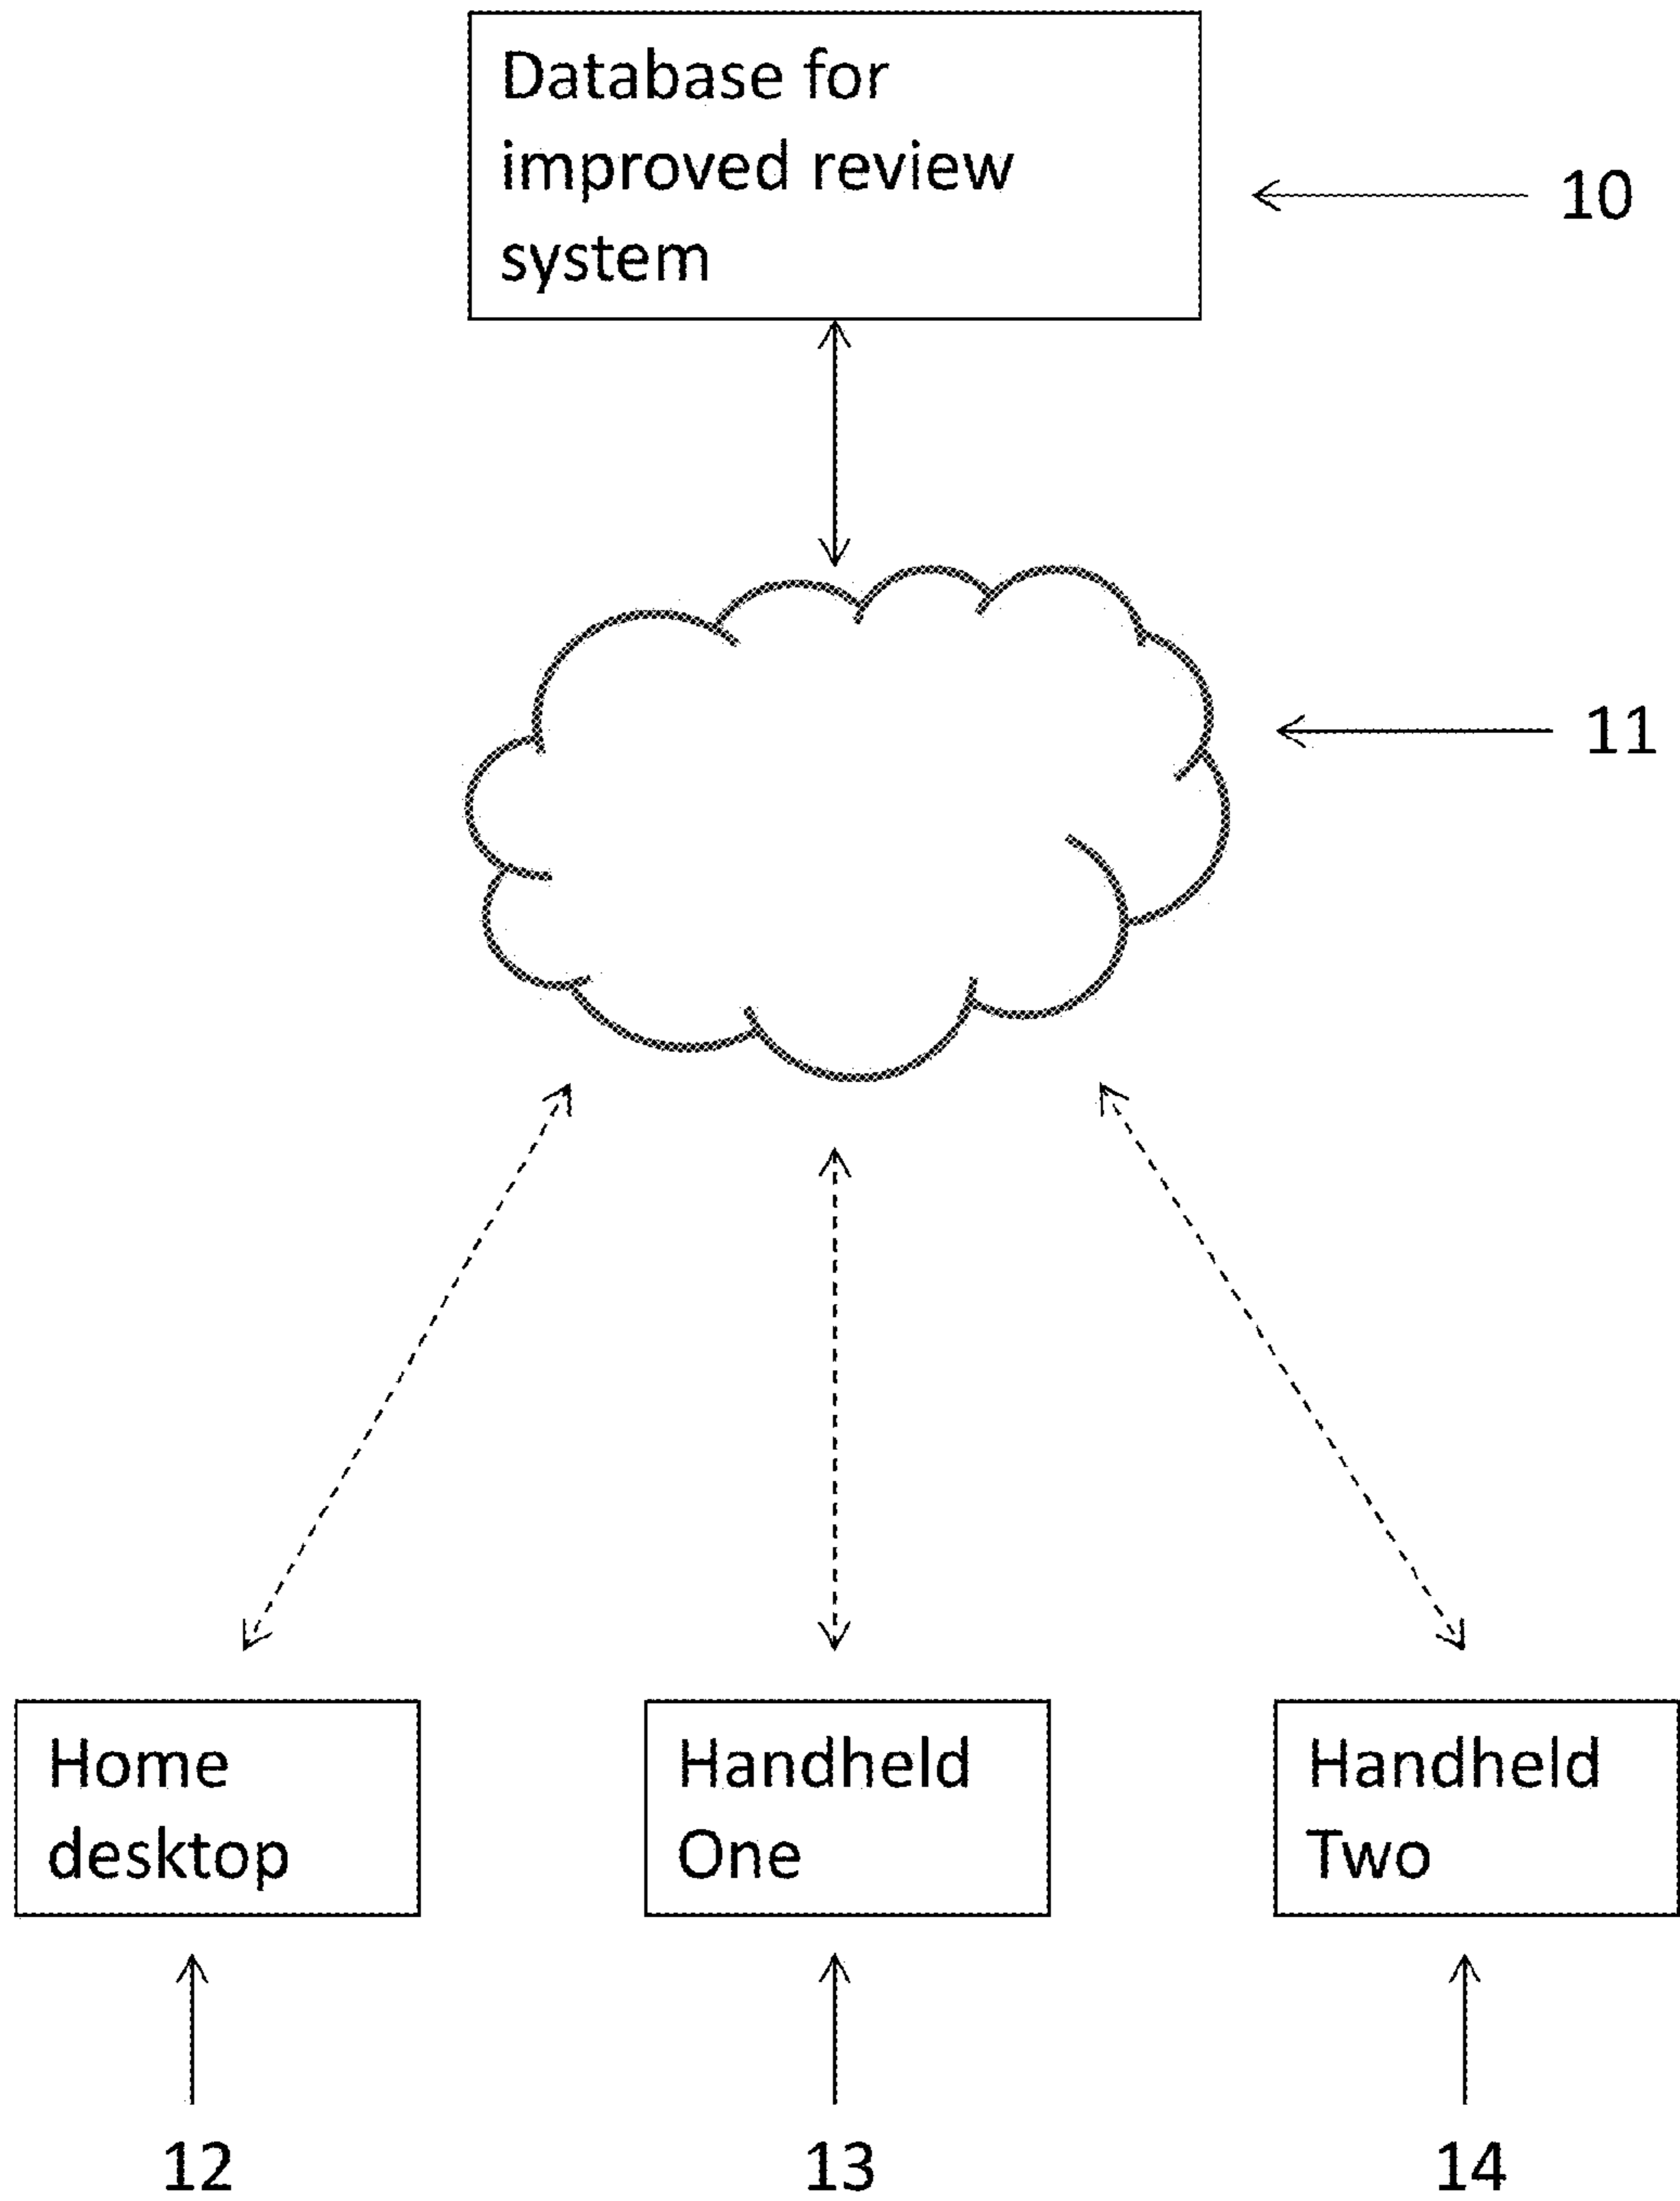 Database for
improved review
system
10
11
Home
desktop
Handheld
One
Handheld
Two
12
13
14